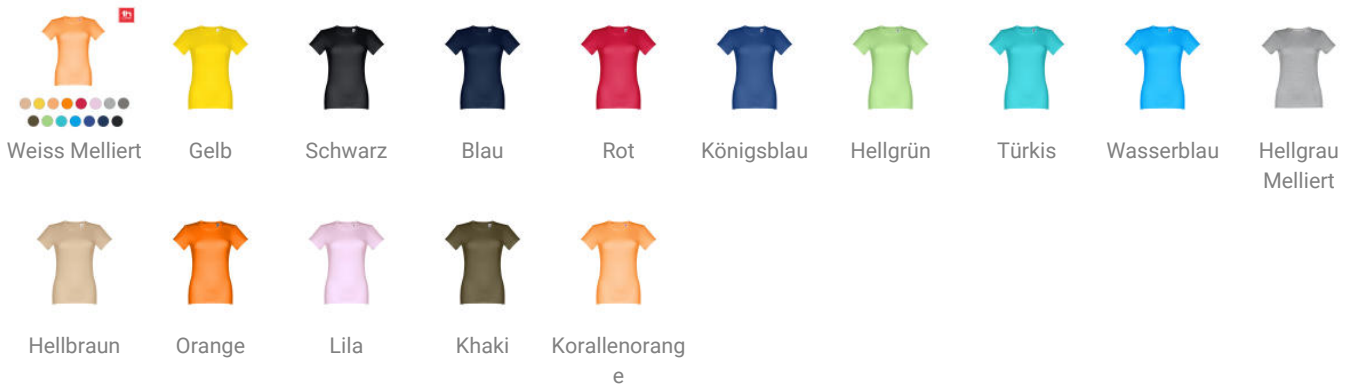 Weiss Melliert
Gelb
Schwarz
Blau
Rot
Königsblau
Hellgrün
Türkis
Wasserblau
Hellgrau
Melliert
Hellbraun
Orange
Lila
Khaki
Korallenorang
e